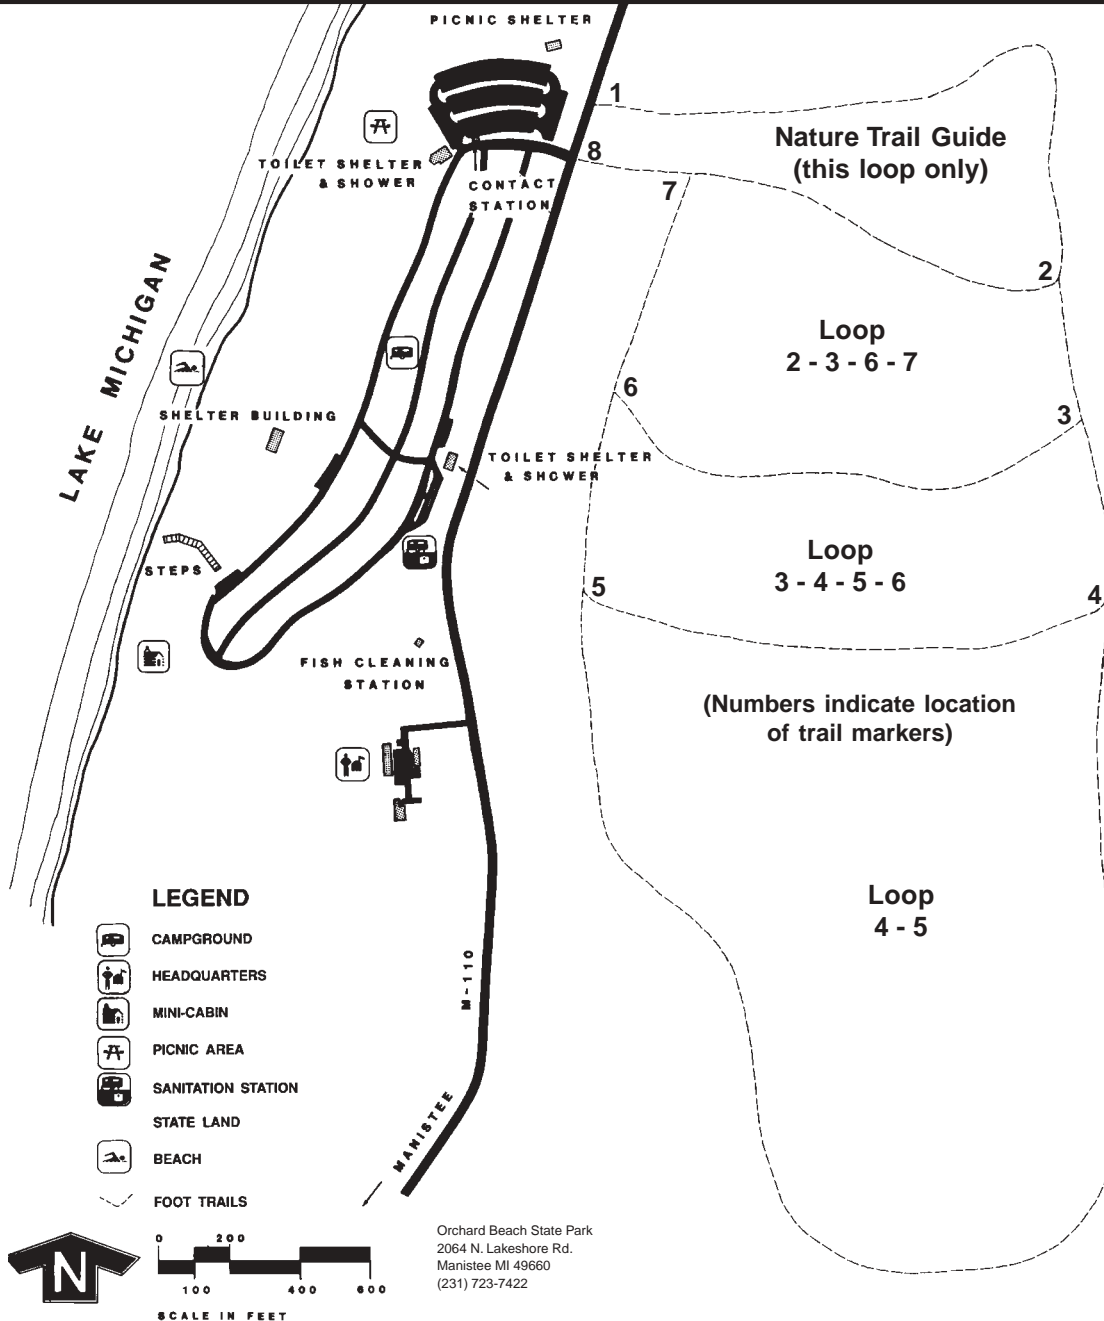 PICNIC SHELTER
1
Nature Trail Guide
(this loop only)
8
TOILET SHELTER
& SHOWER
CONTACT
STATION
7
2
LAKE MICHIGAN
Loop
2 - 3 - 6 - 7
6
3
SHELTER BUILDING
TOILET SHELTER
& SHOWER
Loop
3 - 4 - 5 - 6
STEPS
5
4
FISH CLEANING
STATION
(Numbers indicate location
of trail markers)
Loop
4 - 5
LEGEND
CAMPGROUND
HEADQUARTERS
MINI-CABIN
PICNIC AREA
SANITATION STATION
STATE LAND
BEACH
FOOT TRAILS
M-110
MANISTEE
N
0 200
100 400 600
SCALE IN FEET
Orchard Beach State Park
2064 N. Lakeshore Rd.
Manistee MI 49660
(231) 723-7422